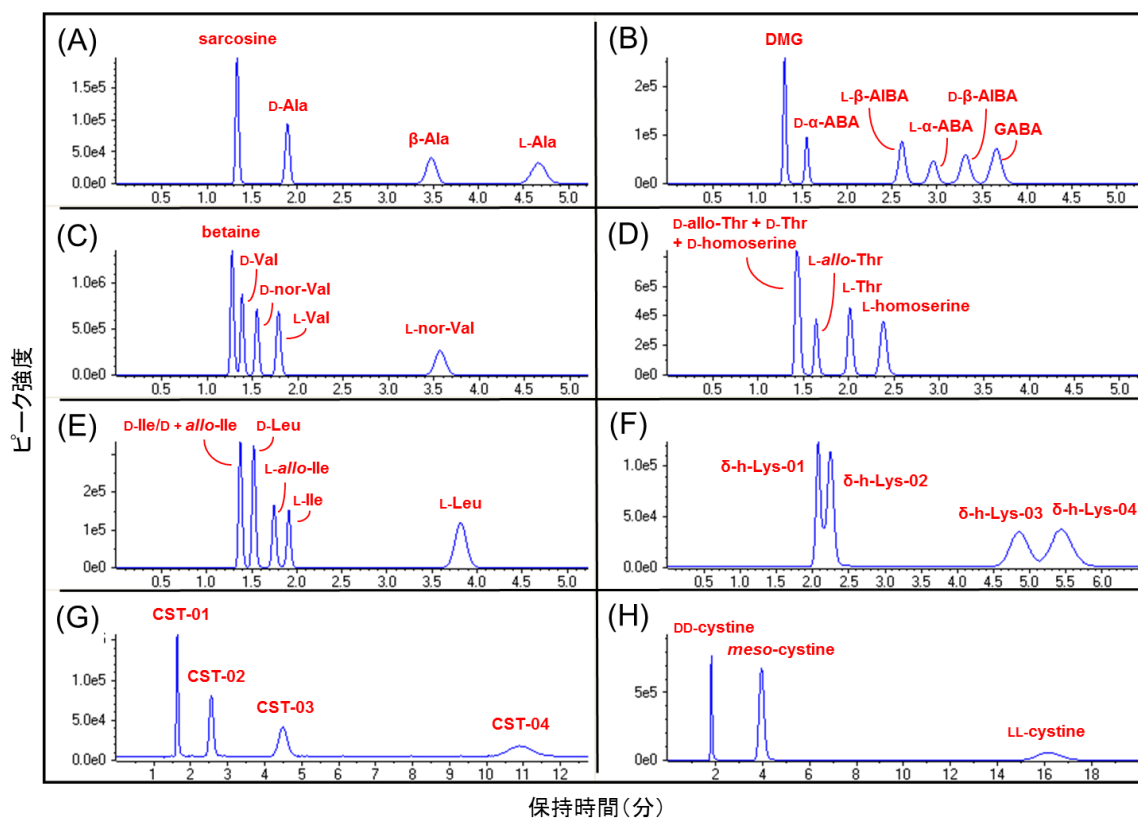 (A)
sarcosine
D-Ala
β-Ala
L-Ala
1.5e5
1.0e5
5.0e4
0.0e0
0.5 1.0 1.5 2.0 2.5 3.0 3.5 4.0 4.5 5.0
(B)
DMG
L-β-AIBA
D-β-AIBA
D-α-ABA
L-α-ABA
GABA
2e5
1e5
0e0
0.5 1.0 1.5 2.0 2.5 3.0 3.5 4.0 4.5 5.0
(C)
betaine
D-Val
D-nor-Val
L-Val
L-nor-Val
1.0e6
5.0e5
0.0e0
0.5 1.0 1.5 2.0 2.5 3.0 3.5 4.0 4.5 5.0
(D)
D-allo-Thr + D-Thr
+ D-homoserine
L-allo-Thr
L-Thr
L-homoserine
6e5
4e5
2e5
0e0
0.5 1.0 1.5 2.0 2.5 3.0 3.5 4.0 4.5 5.0
(E)
D-Ile/D + allo-Ile
D-Leu
L-allo-Ile
L-Ile
L-Leu
2e5
1e5
0e0
0.5 1.0 1.5 2.0 2.5 3.0 3.5 4.0 4.5 5.0
(F)
δ-h-Lys-01
δ-h-Lys-02
δ-h-Lys-03
δ-h-Lys-04
1.0e5
5.0e4
0.0e0
0.5 1.0 1.5 2.0 2.5 3.0 3.5 4.0 4.5 5.0 5.5 6.0
(G)
CST-01
CST-02
CST-03
CST-04
1.0e5
5.0e4
0.0e0
1 2 3 4 5 6 7 8 9 10 11 12
(H)
DD-cystine
meso-cystine
LL-cystine
5e5
0e0
2 4 6 8 10 12 14 16 18
ピーク強度
保持時間(分)